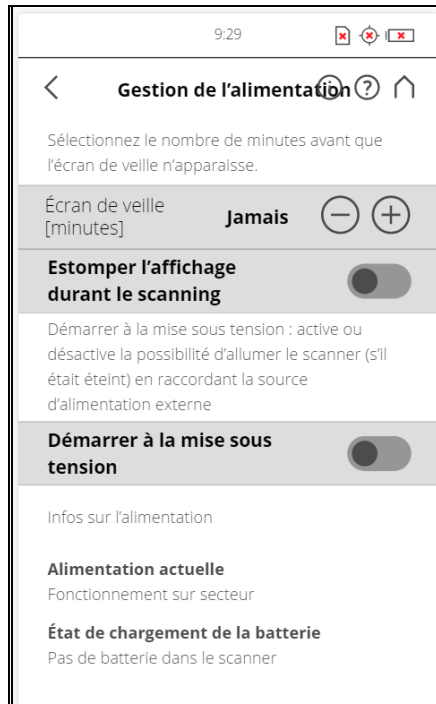 9:29
Gestion de l’alimentation
Sélectionnez le nombre de minutes avant que
l’écran de veille n’apparaisse.
Écran de veille
[minutes]
Jamais
Estomper l’affichage
durant le scanning
Démarrer à la mise sous tension : active ou
désactive la possibilité d’allumer le scanner (s’il
était éteint) en raccordant la source
d’alimentation externe
Démarrer à la mise sous
tension
Infos sur l’alimentation
Alimentation actuelle
Fonctionnement sur secteur
État de chargement de la batterie
Pas de batterie dans le scanner